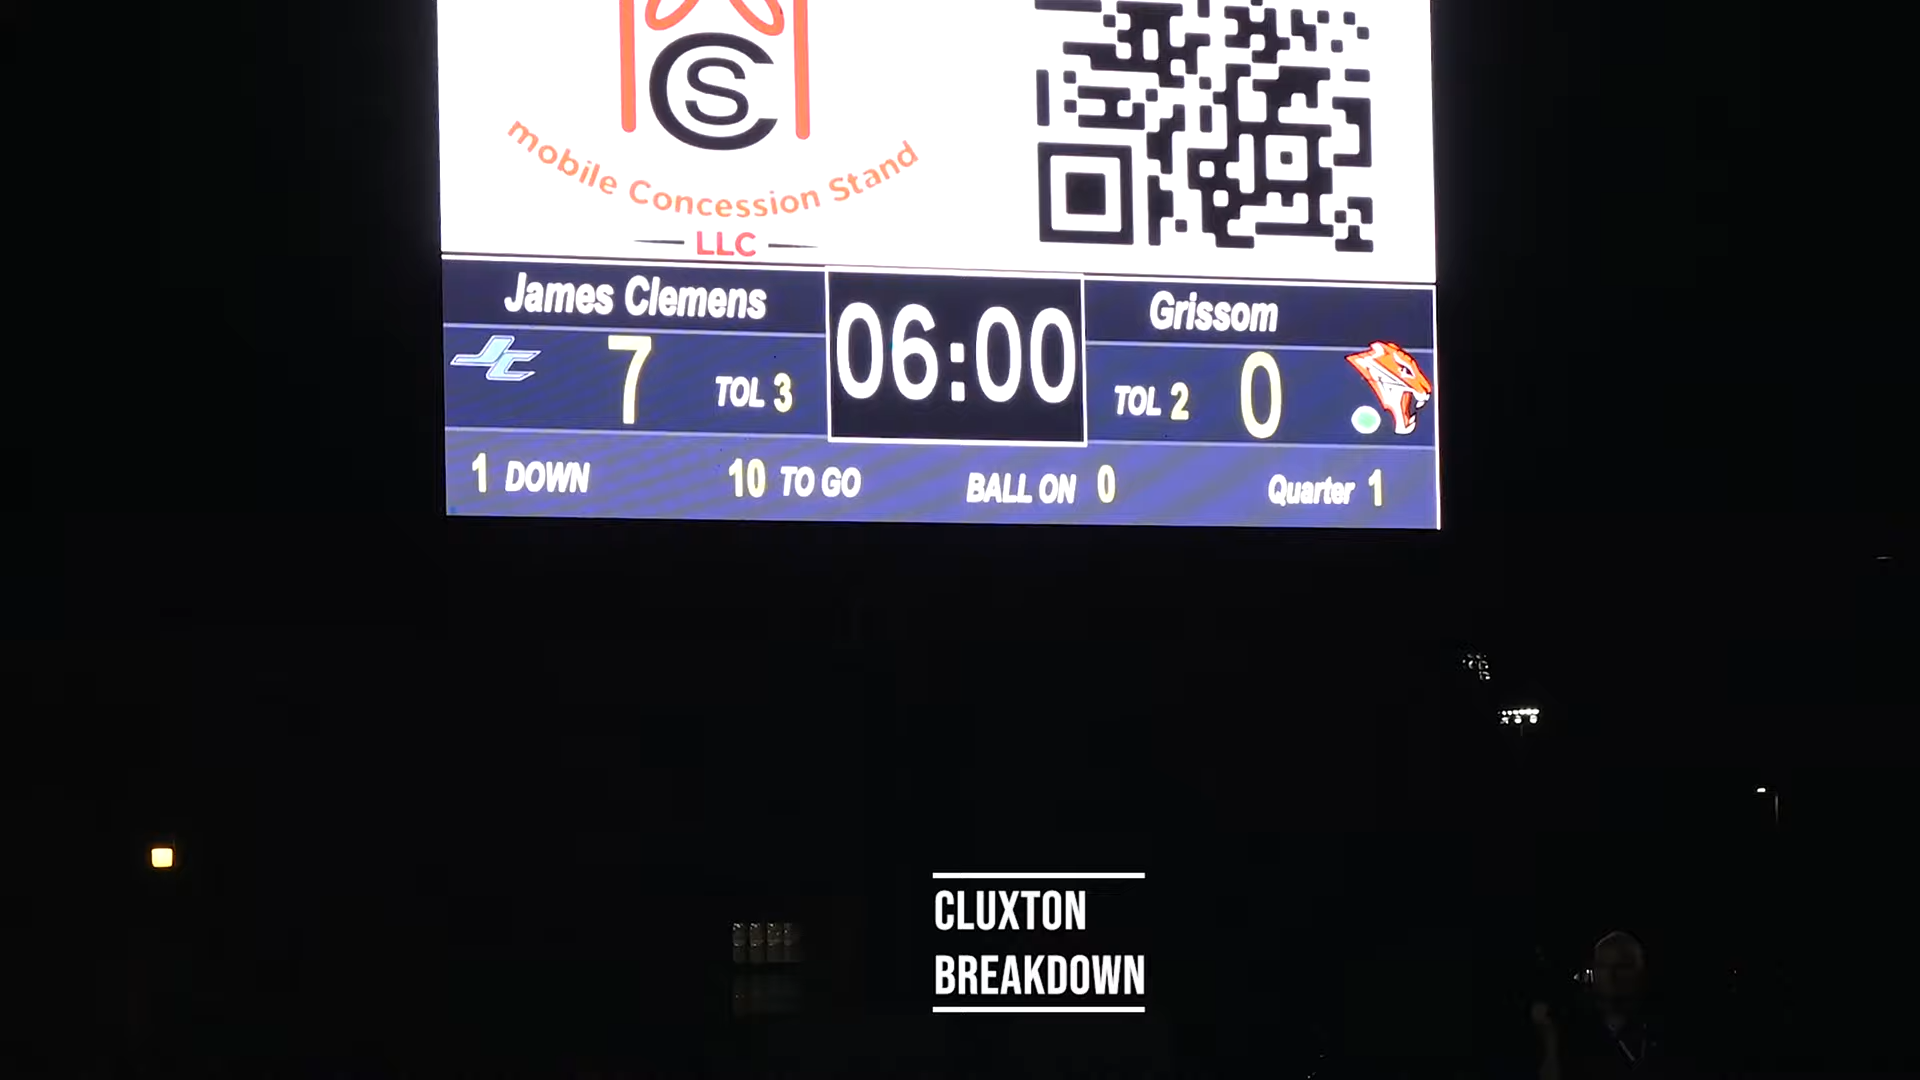 CS
mobile Concession Stand
LLC
James Clemens
06:00
Grissom
JC
7
TOL 3
TOL 2
0
1 DOWN
10 TO GO
BALL ON 0
Quarter 1
CLUXTON
BREAKDOWN